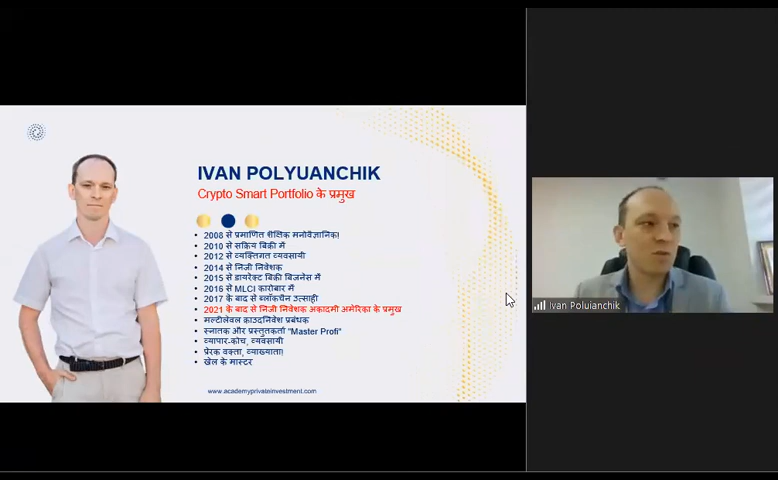 IVAN POLYUANCHIK
Crypto Smart Portfolio के प्रमुख
2008 से प्रमाणित शैक्षिक मनोवैज्ञानिक!
2010 से सक्रिय बिक्री में
2012 से व्यक्तिगत व्यवसायी
2014 से निजी निवेशक
2015 से डायरेक्ट बिक्री बिजनेस में
2016 से MLCI कारोबार में
2017 के बाद से ब्लॉकचैन उत्साही
2021 के बाद से निजी निवेशक अकादमी अमेरिका के प्रमुख
मल्टीलेवल क्राउदनिवेश प्रबंधक
स्नातक और प्रस्तुतकर्ता "Master Profi"
व्यापार-कोच, व्यवसायी
प्रेरक वक्ता, व्याख्याता!
खेल के मास्टर
www.academyprivateinvestment.com
Ivan Poluianchik